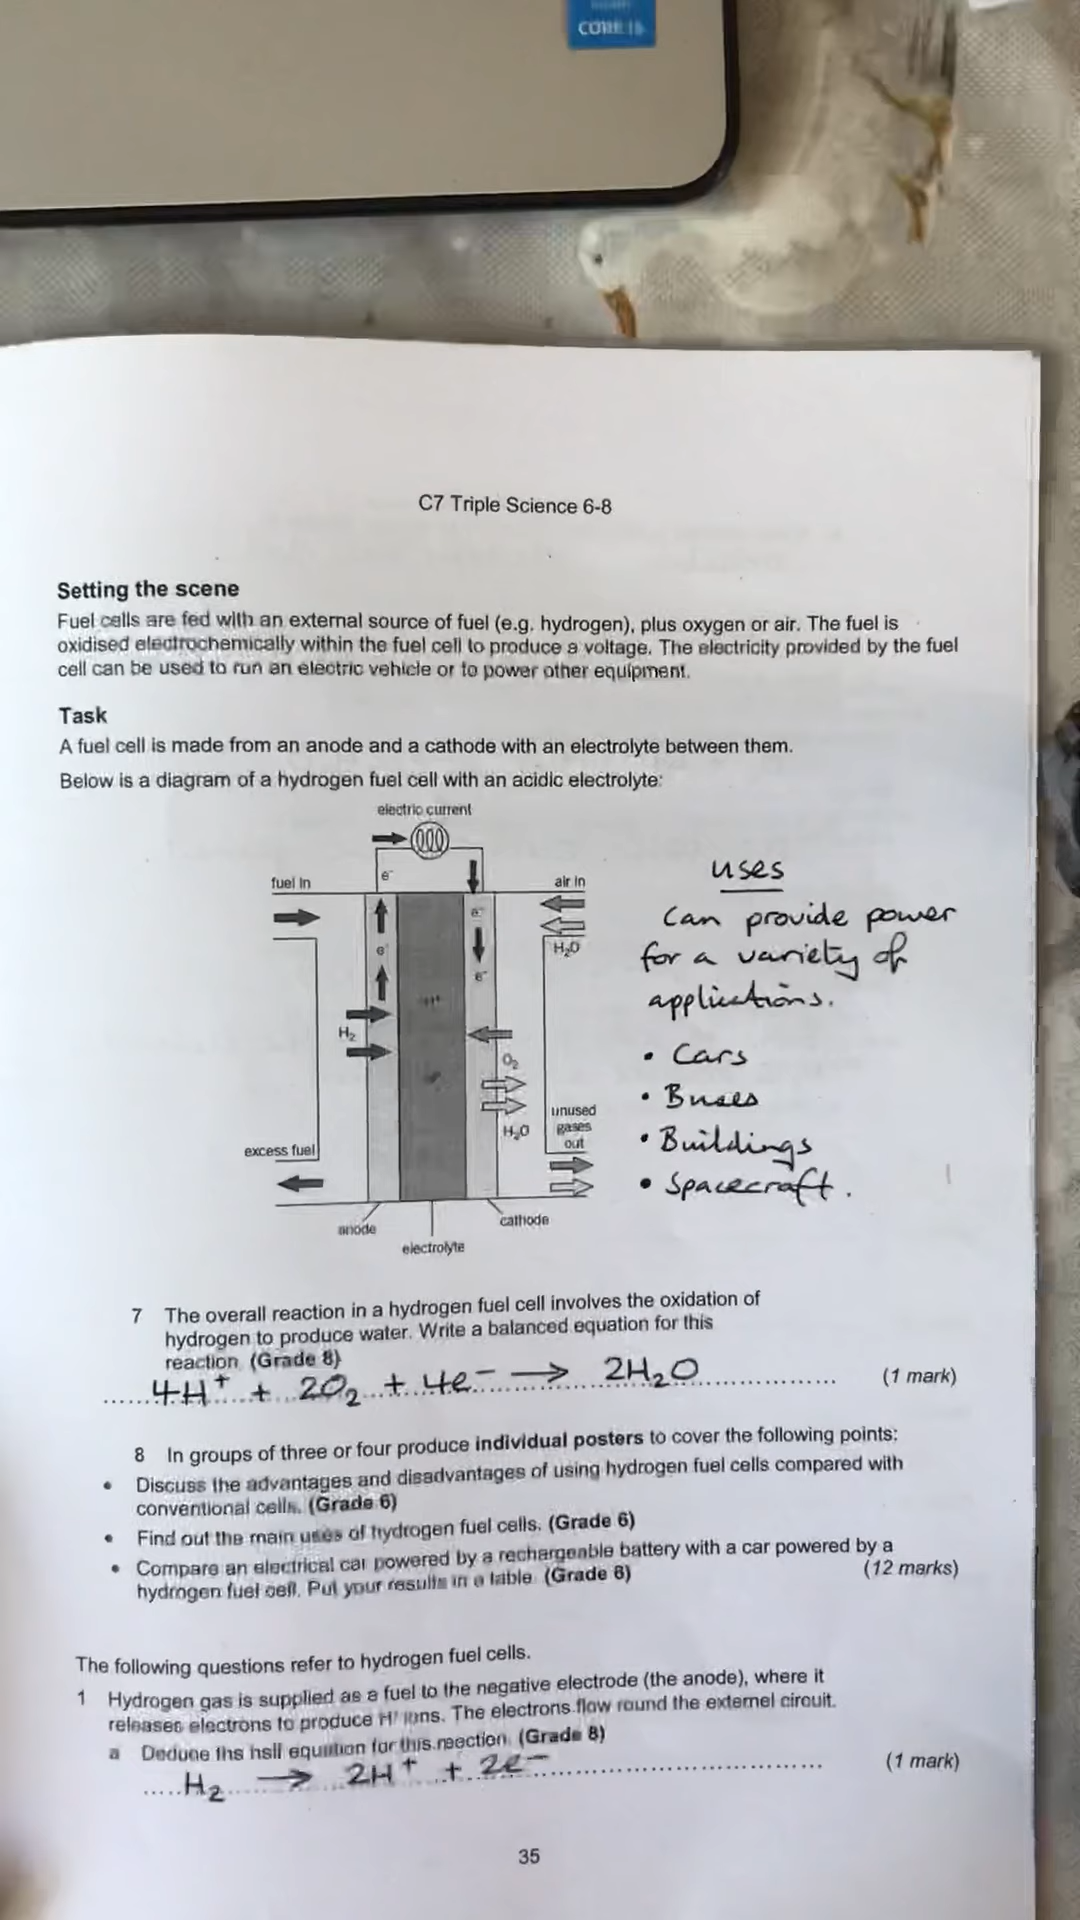 CORE i5
C7 Triple Science 6-8
Setting the scene
Fuel cells are fed with an external source of fuel (e.g. hydrogen), plus oxygen or air. The fuel is
oxidised electrochemically within the fuel cell to produce a voltage. The electricity provided by the fuel
cell can be used to run an electric vehicle or to power other equipment.
Task
A fuel cell is made from an anode and a cathode with an electrolyte between them.
Below is a diagram of a hydrogen fuel cell with an acidic electrolyte:
electric current
fuel in
e⁻
air in
e⁻
e⁻
H₂O
e⁻
H₂
O₂
H₂O
unused
gases
out
excess fuel
anode
cathode
electrolyte
uses
Can provide power
for a variety of
applications.
• Cars
• Buses
• Buildings
• Spacecraft.
7 The overall reaction in a hydrogen fuel cell involves the oxidation of
hydrogen to produce water. Write a balanced equation for this
reaction. (Grade 8)
4H⁺ + 2O₂ + 4e⁻ → 2H₂O (1 mark)
8 In groups of three or four produce individual posters to cover the following points:
• Discuss the advantages and disadvantages of using hydrogen fuel cells compared with
conventional cells. (Grade 6)
• Find out the main uses of hydrogen fuel cells. (Grade 6)
• Compare an electrical car powered by a rechargeable battery with a car powered by a
hydrogen fuel cell. Put your results in a table. (Grade 6) (12 marks)
The following questions refer to hydrogen fuel cells.
1 Hydrogen gas is supplied as a fuel to the negative electrode (the anode), where it
releases electrons to produce H⁺ ions. The electrons flow round the external circuit.
a Deduce the half equation for this reaction. (Grade 8)
H₂ → 2H⁺ + 2e⁻ (1 mark)
35